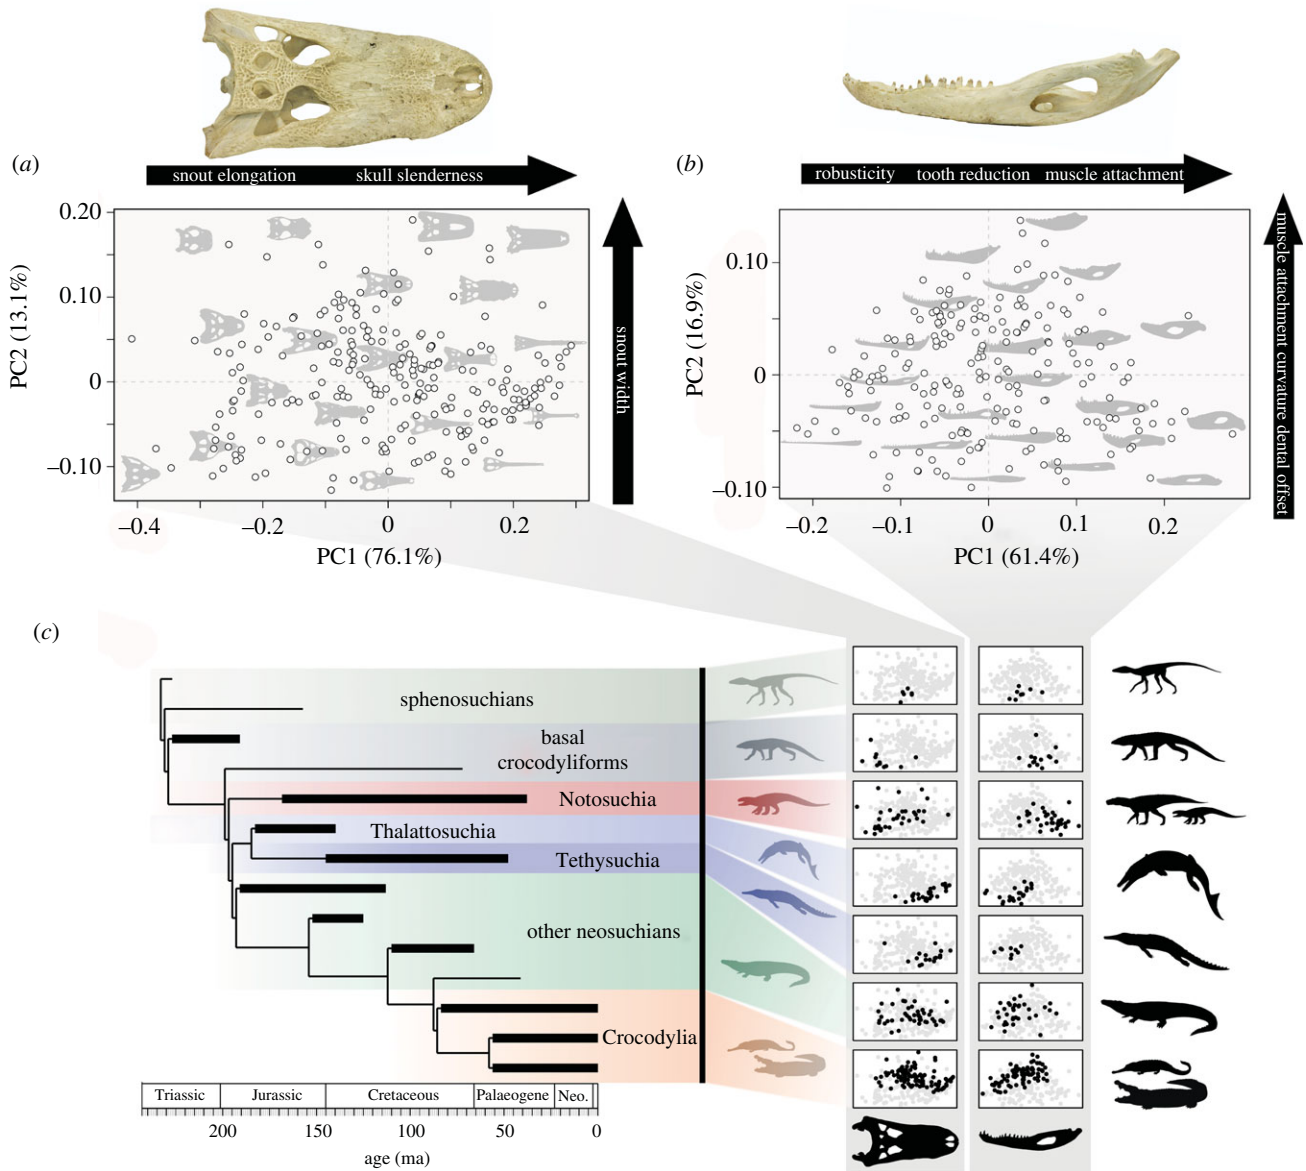 (a)
snout elongation skull slenderness
PC2 (13.1%)
0.20
0.10
0
–0.10
–0.4 –0.2 0 0.2
PC1 (76.1%)
snout width
(b)
robusticity tooth reduction muscle attachment
PC2 (16.9%)
0.10
0
–0.10
–0.2 –0.1 0 0.1 0.2
PC1 (61.4%)
muscle attachment curvature dental offset
(c)
sphenosuchians
basal
crocodyliforms
Notosuchia
Thalattosuchia
Tethysuchia
other neosuchians
Crocodylia
Triassic Jurassic Cretaceous Palaeogene Neo.
200 150 100 50 0
age (ma)